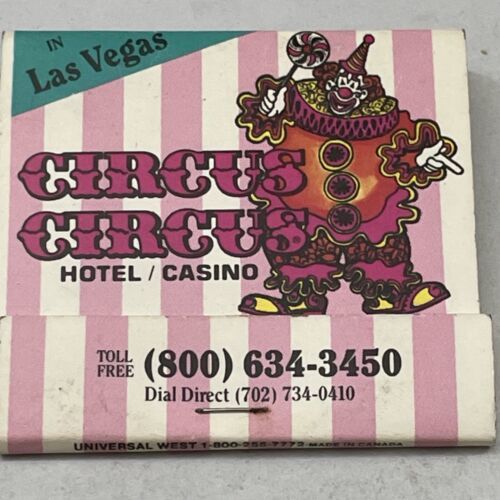 IN
Las Vegas
CIRCUS
CIRCUS
HOTEL / CASINO
TOLL FREE (800) 634-3450
Dial Direct (702) 734-0410
UNIVERSAL WEST 1-800-255-7773 MADE IN CANADA